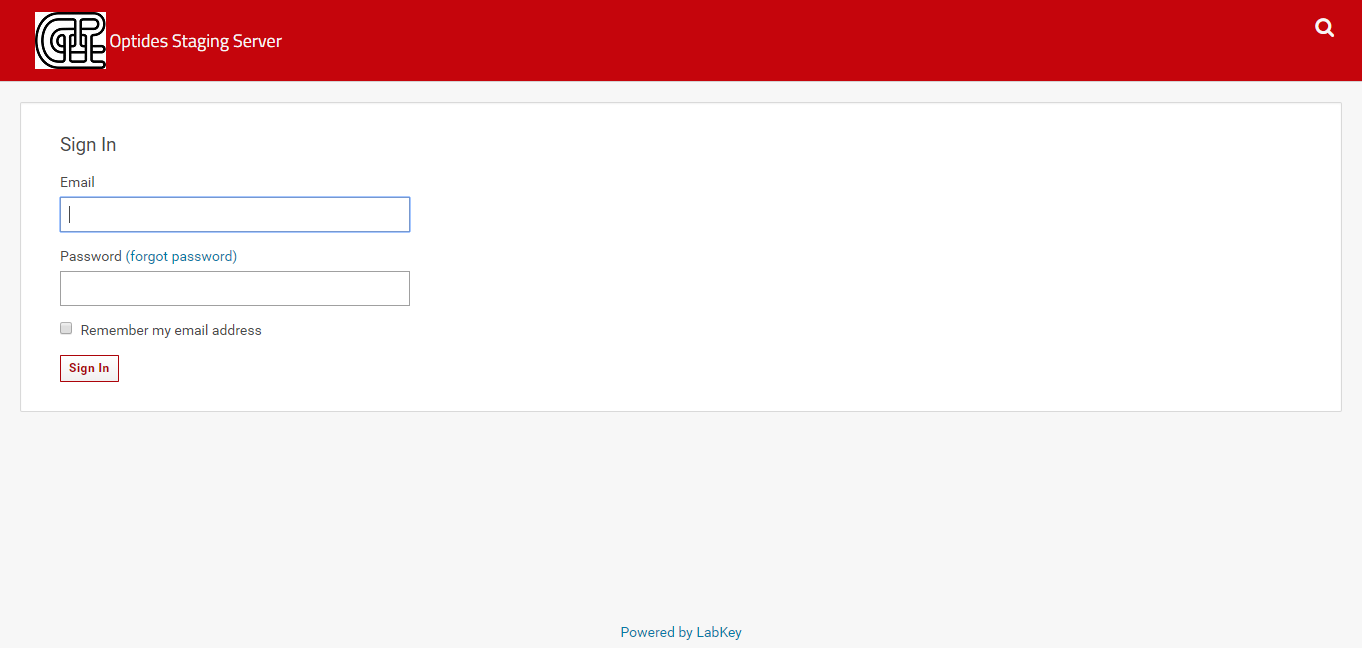 Optides Staging Server
Sign In
Email
Password (forgot password)
Remember my email address
Sign In
Powered by LabKey